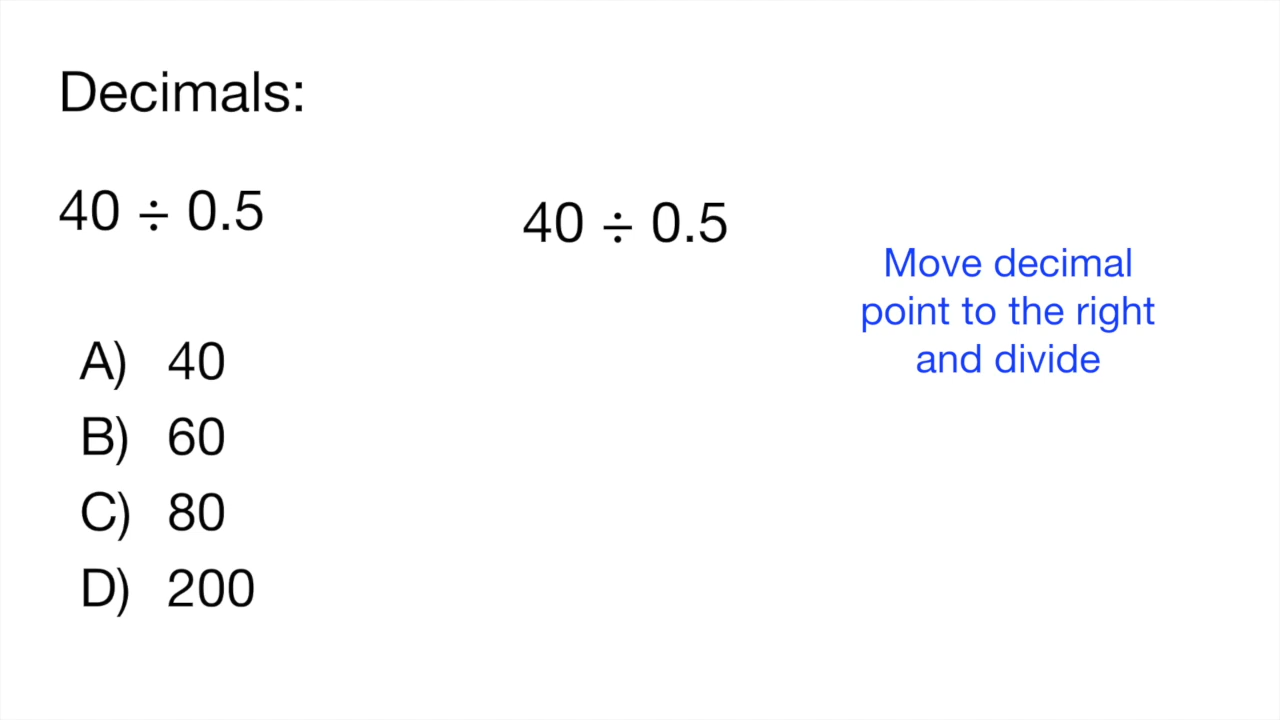 Decimals:
40 ÷ 0.5
A) 40
B) 60
C) 80
D) 200
40 ÷ 0.5
Move decimal
point to the right
and divide